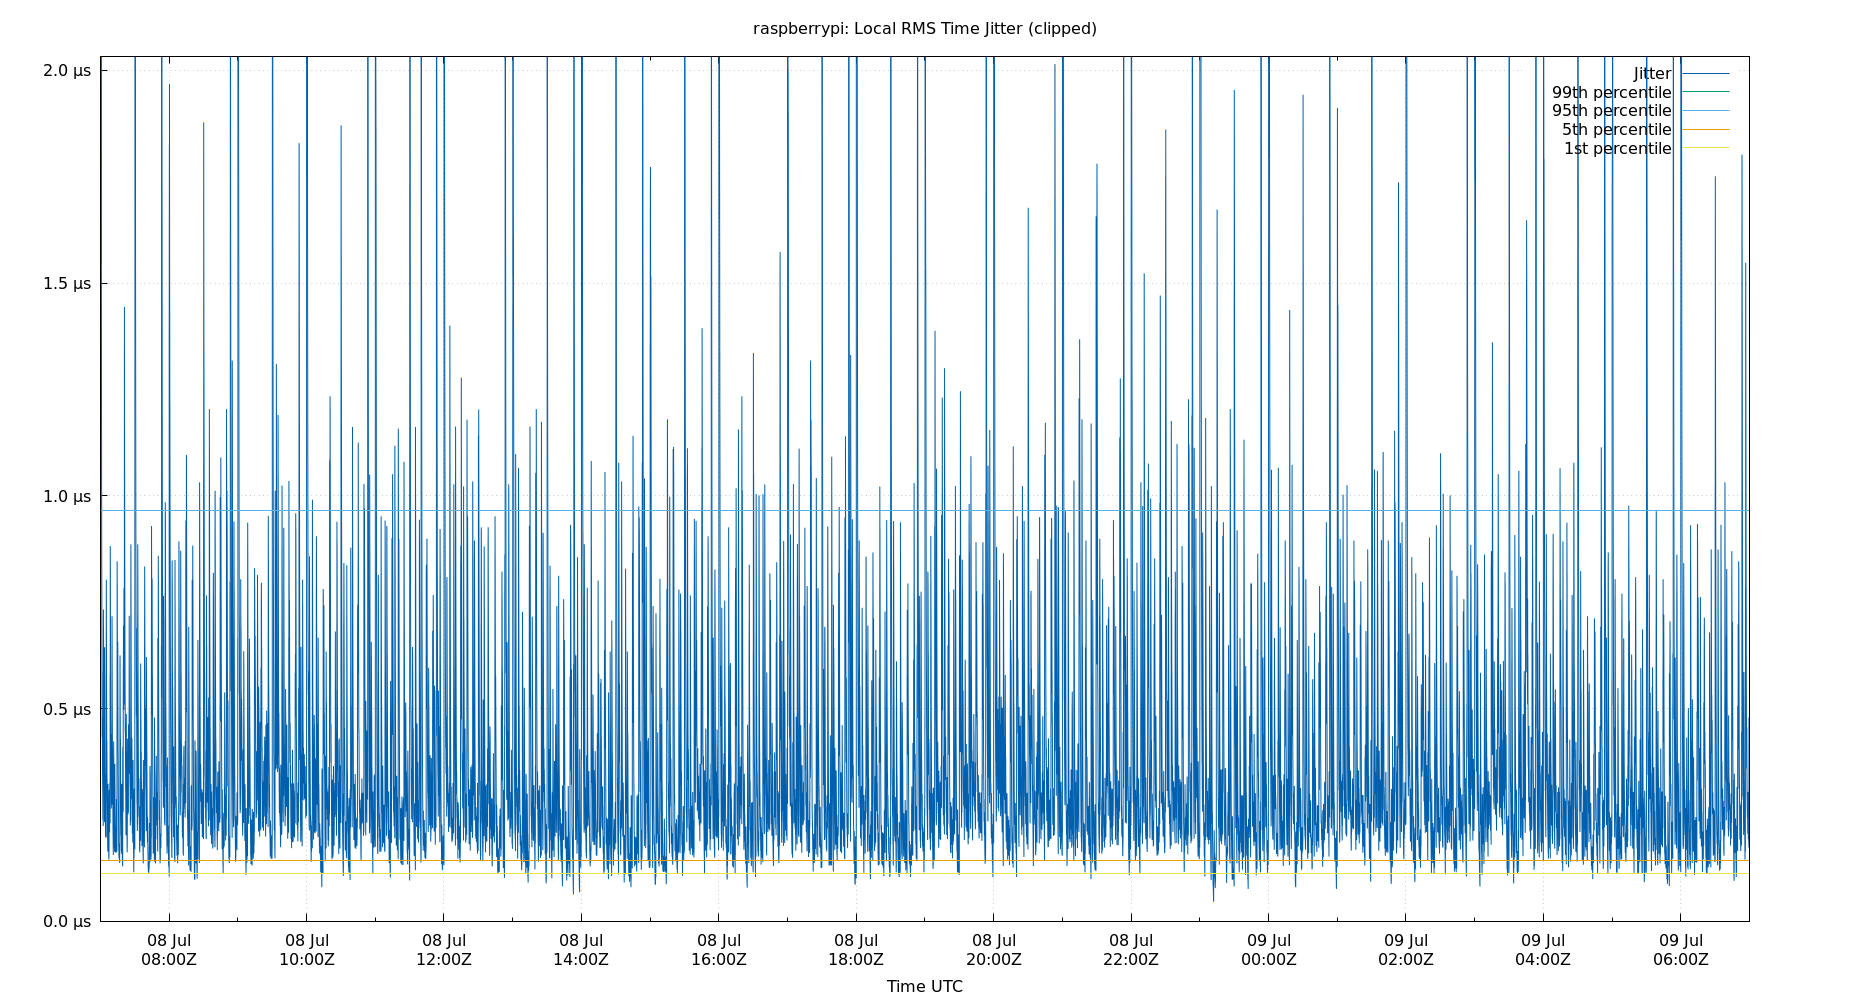 raspberrypi: Local RMS Time Jitter (clipped)
2.0 µs
1.5 µs
1.0 µs
0.5 µs
0.0 µs
Jitter
99th percentile
95th percentile
5th percentile
1st percentile
08 Jul 08 Jul 08 Jul 08 Jul 08 Jul 08 Jul 08 Jul 08 Jul 09 Jul 09 Jul 09 Jul 09 Jul
08:00Z 10:00Z 12:00Z 14:00Z 16:00Z 18:00Z 20:00Z 22:00Z 00:00Z 02:00Z 04:00Z 06:00Z
Time UTC